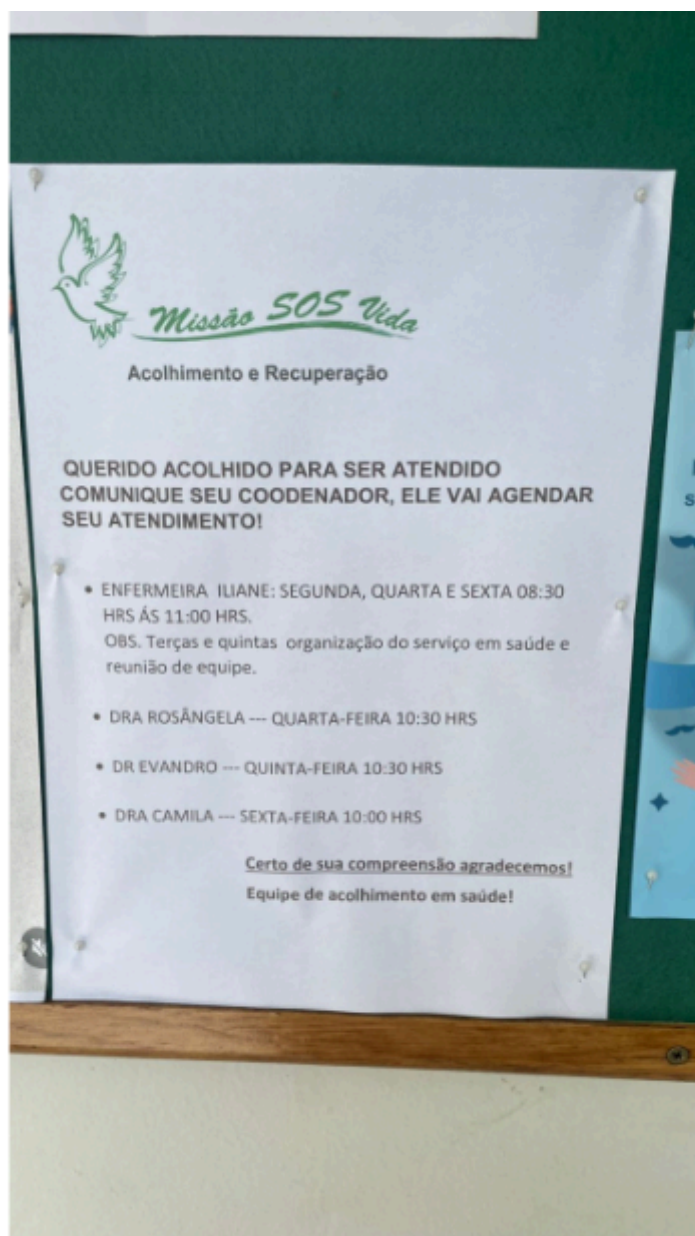 Missão SOS Vida
Acolhimento e Recuperação
QUERIDO ACOLHIDO PARA SER ATENDIDO
COMUNIQUE SEU COODENADOR, ELE VAI AGENDAR
SEU ATENDIMENTO!
• ENFERMEIRA ILIANE: SEGUNDA, QUARTA E SEXTA 08:30
HRS ÁS 11:00 HRS.
OBS. Terças e quintas organização do serviço em saúde e
reunião de equipe.
• DRA ROSÂNGELA --- QUARTA-FEIRA 10:30 HRS
• DR EVANDRO --- QUINTA-FEIRA 10:30 HRS
• DRA CAMILA --- SEXTA-FEIRA 10:00 HRS
Certo de sua compreensão agradecemos!
Equipe de acolhimento em saúde!